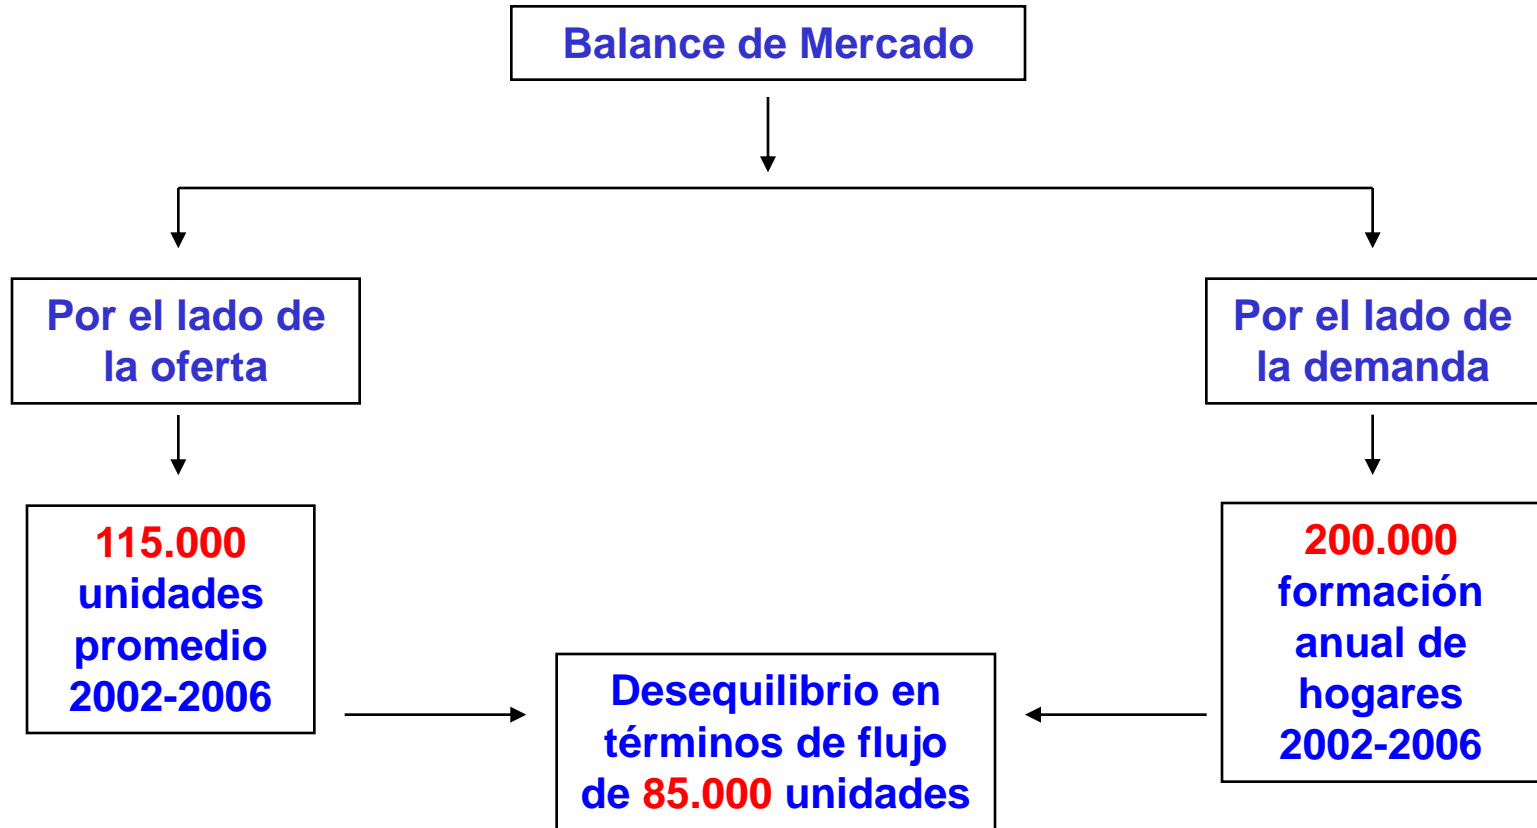 Balance de Mercado
Por el lado de
la oferta
Por el lado de
la demanda
115.000
unidades
promedio
2002-2006
200.000
formación
anual de
hogares
2002-2006
Desequilibrio en
términos de flujo
de 85.000 unidades